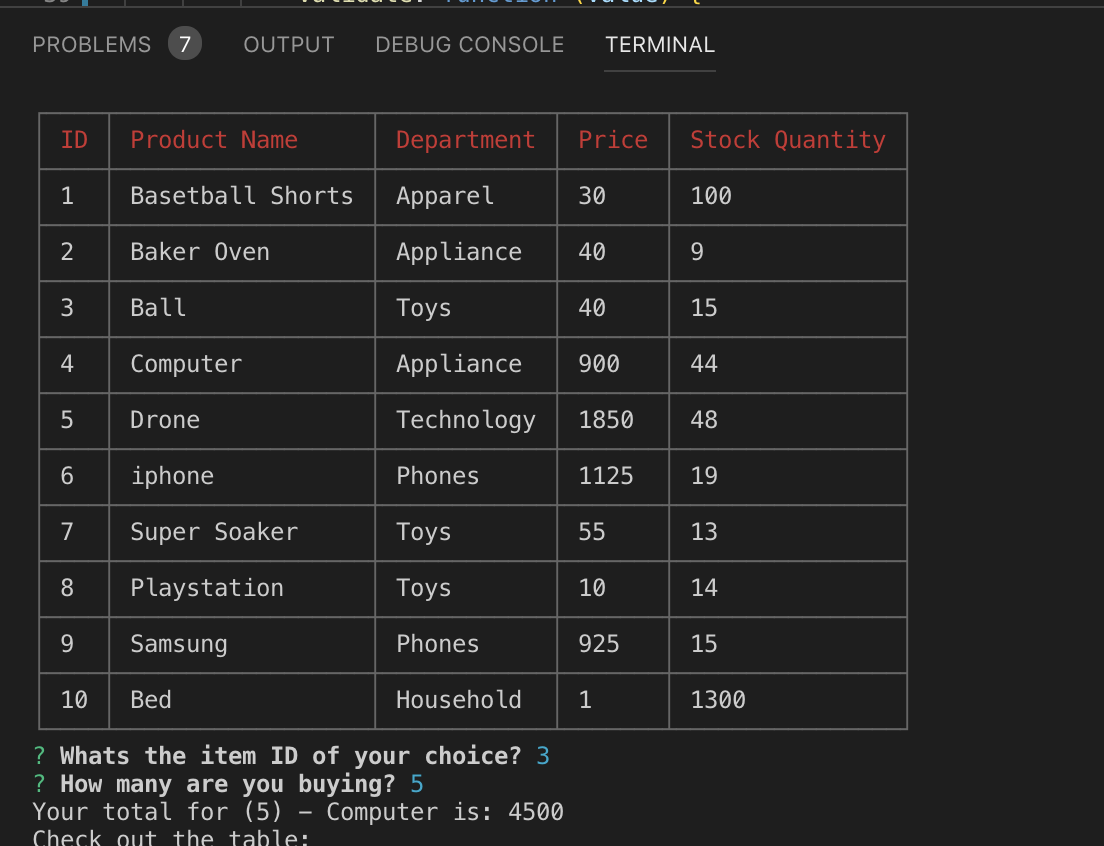 validate: function (value) {
PROBLEMS 7 OUTPUT DEBUG CONSOLE TERMINAL
ID Product Name Department Price Stock Quantity
1 Basetball Shorts Apparel 30 100
2 Baker Oven Appliance 40 9
3 Ball Toys 40 15
4 Computer Appliance 900 44
5 Drone Technology 1850 48
6 iphone Phones 1125 19
7 Super Soaker Toys 55 13
8 Playstation Toys 10 14
9 Samsung Phones 925 15
10 Bed Household 1 1300
? Whats the item ID of your choice? 3
? How many are you buying? 5
Your total for (5) – Computer is: 4500
Check out the table: